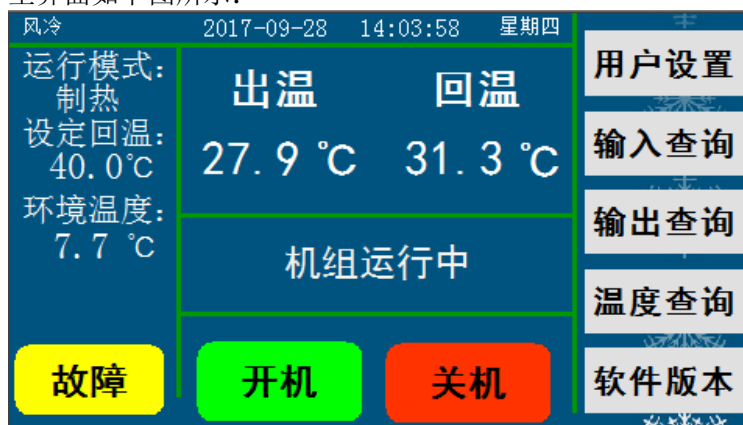 风冷 2017-09-28 14:03:58 星期四
运行模式:
制热
设定回温:
40.0℃
环境温度:
7.7 ℃
出温 回温
27.9 ℃ 31.3 ℃
机组运行中
故障 开机 关机
用户设置
输入查询
输出查询
温度查询
软件版本